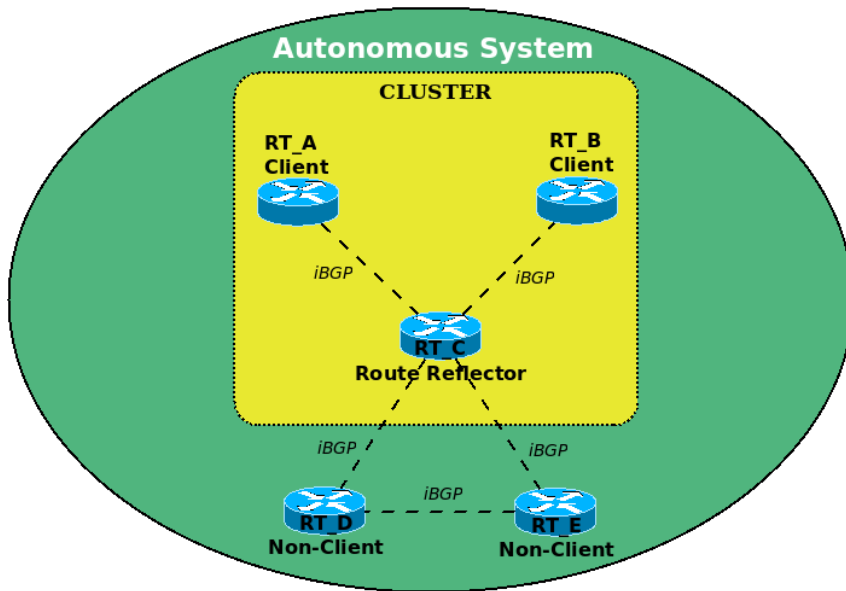 Autonomous System
CLUSTER
RT_A
Client
RT_B
Client
iBGP
iBGP
RT_C
Route Reflector
iBGP
iBGP
iBGP
RT_D
Non-Client
RT_E
Non-Client